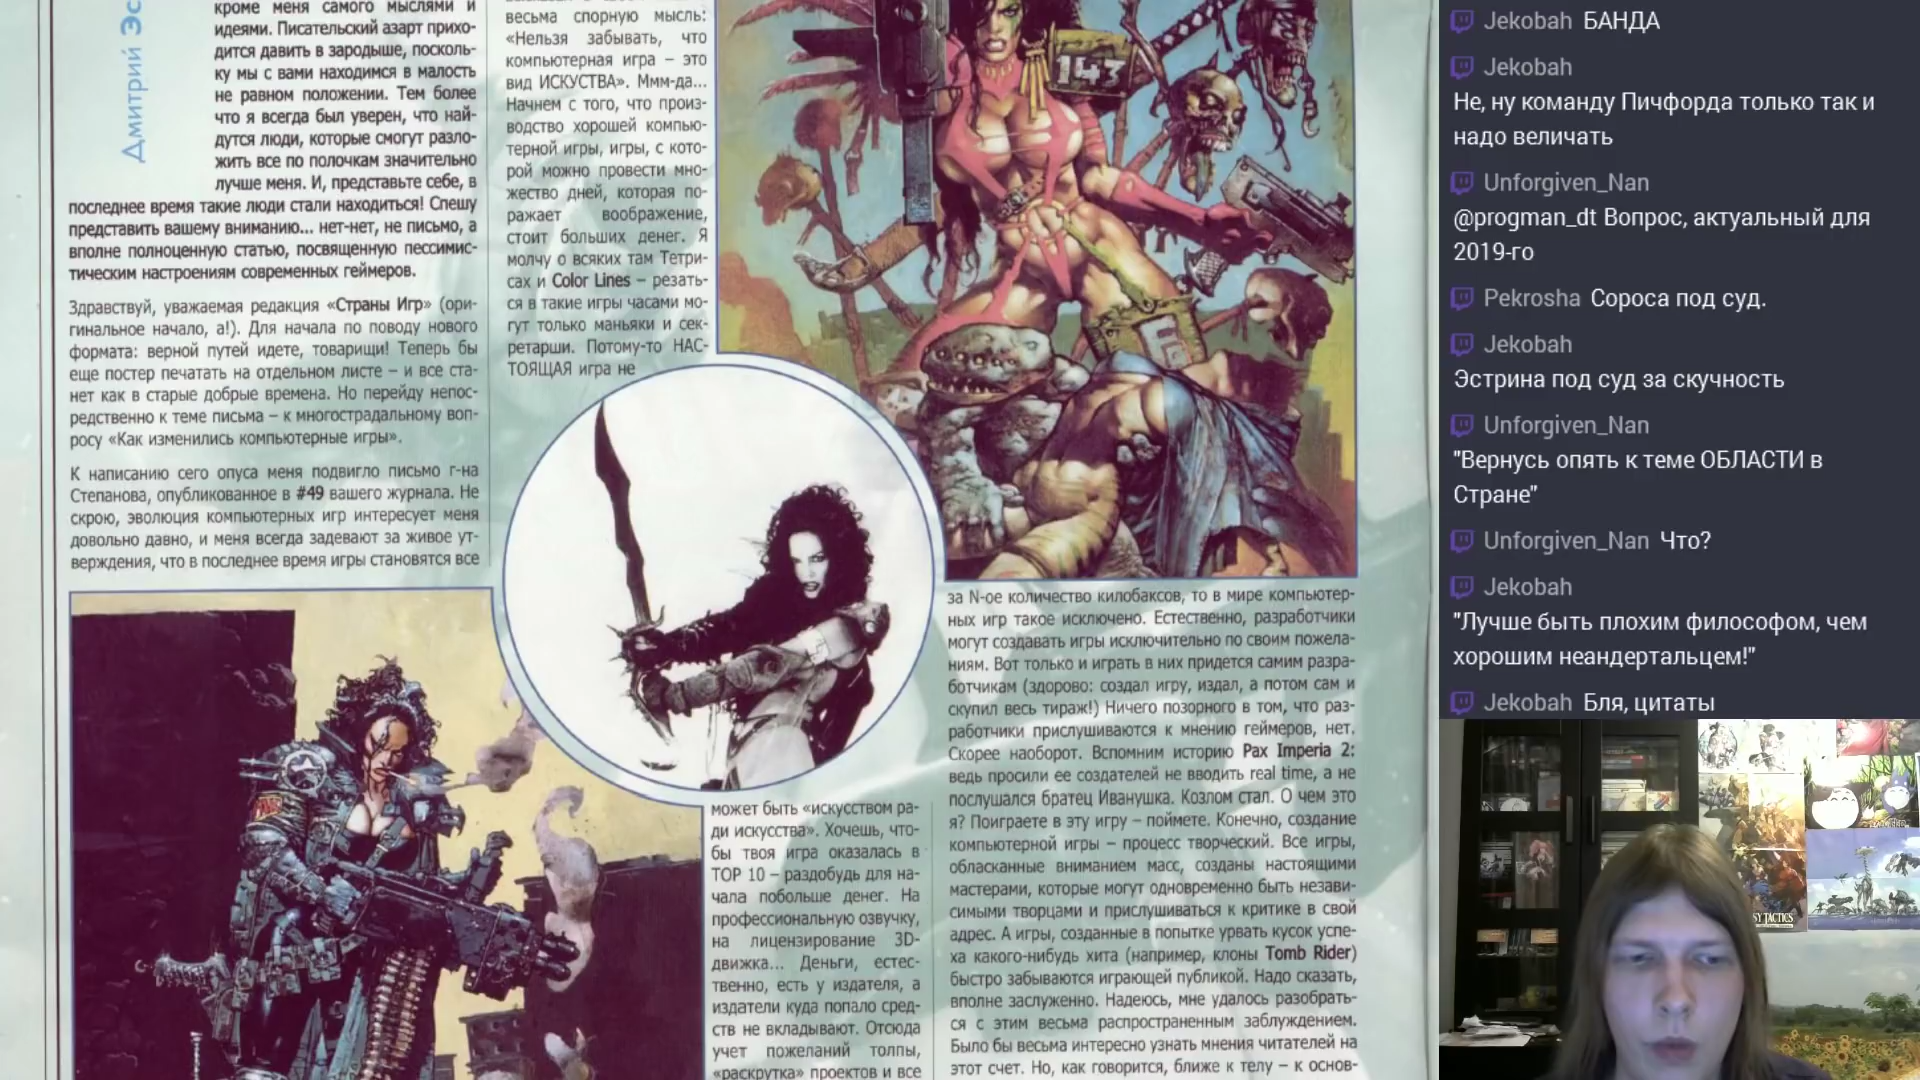 Дмитрий Эс
кроме меня самого мыслями и
идеями. Писательский азарт прихо-
дится давить в зародыше, посколь-
ку мы с вами находимся в малость
не равном положении. Тем более
что я всегда был уверен, что най-
дутся люди, которые смогут разло-
жить все по полочкам значительно
лучше меня. И, представьте себе, в
последнее время такие люди стали находиться! Спешу
представить вашему вниманию... нет-нет, не письмо, а
вполне полноценную статью, посвященную пессимис-
тическим настроениям современных геймеров.
Здравствуй, уважаемая редакция «Страны Игр» (ори-
гинальное начало, а!). Для начала по поводу нового
формата: верной путей идете, товарищи! Теперь бы
еще постер печатать на отдельном листе – и все ста-
нет как в старые добрые времена. Но перейду непос-
редственно к теме письма – к многострадальному воп-
росу «Как изменились компьютерные игры».
К написанию сего опуса меня подвигло письмо г-на
Степанова, опубликованное в #49 вашего журнала. Не
скрою, эволюция компьютерных игр интересует меня
довольно давно, и меня всегда задевают за живое ут-
верждения, что в последнее время игры становятся все
весьма спорную мысль:
«Нельзя забывать, что
компьютерная игра – это
вид ИСКУСТВА». Ммм-да...
Начнем с того, что произ-
водство хорошей компью-
терной игры, игры, с кото-
рой можно провести мно-
жество дней, которая по-
ражает воображение,
стоит больших денег. Я
молчу о всяких там Тетри-
сах и Color Lines – резать-
ся в такие игры часами мо-
гут только маньяки и сек-
ретарши. Потому-то НАС-
ТОЯЩАЯ игра не
может быть «искусством ра-
ди искусства». Хочешь, что-
бы твоя игра оказалась в
TOP 10 – раздобудь для на-
чала побольше денег. На
профессиональную озвучку,
на лицензирование 3D-
движка... Деньги, естес-
твенно, есть у издателя, а
издатели куда попало сред-
ств не вкладывают. Отсюда
учет пожеланий толпы,
«раскрутка» проектов и все
143
за N-ое количество килобаксов, то в мире компьютер-
ных игр такое исключено. Естественно, разработчики
могут создавать игры исключительно по своим пожела-
ниям. Вот только и играть в них придется самим разра-
ботчикам (здорово: создал игру, издал, а потом сам и
скупил весь тираж!) Ничего позорного в том, что раз-
работчики прислушиваются к мнению геймеров, нет.
Скорее наоборот. Вспомним историю Pax Imperia 2:
ведь просили ее создателей не вводить real time, а не
послушался братец Иванушка. Козлом стал. О чем это
я? Поиграете в эту игру – поймете. Конечно, создание
компьютерной игры – процесс творческий. Все игры,
обласканные вниманием масс, созданы настоящими
мастерами, которые могут одновременно быть незави-
симыми творцами и прислушиваться к критике в свой
адрес. А игры, созданные в попытке урвать кусок успе-
ха какого-нибудь хита (например, клоны Tomb Rider)
быстро забываются играющей публикой. Надо сказать,
вполне заслуженно. Надеюсь, мне удалось разобрать-
ся с этим весьма распространенным заблуждением.
Было бы весьма интересно узнать мнения читателей на
этот счет. Но, как говорится, ближе к телу – к основ-
Jekobah БАНДА
Jekobah
Не, ну команду Пичфорда только так и
надо величать
Unforgiven_Nan
@progman_dt Вопрос, актуальный для
2019-го
Pekrosha Сороса под суд.
Jekobah
Эстрина под суд за скучность
Unforgiven_Nan
"Вернусь опять к теме ОБЛАСТИ в
Стране"
Unforgiven_Nan Что?
Jekobah
"Лучше быть плохим философом, чем
хорошим неандертальцем!"
Jekobah Бля, цитаты
SY TACTICS